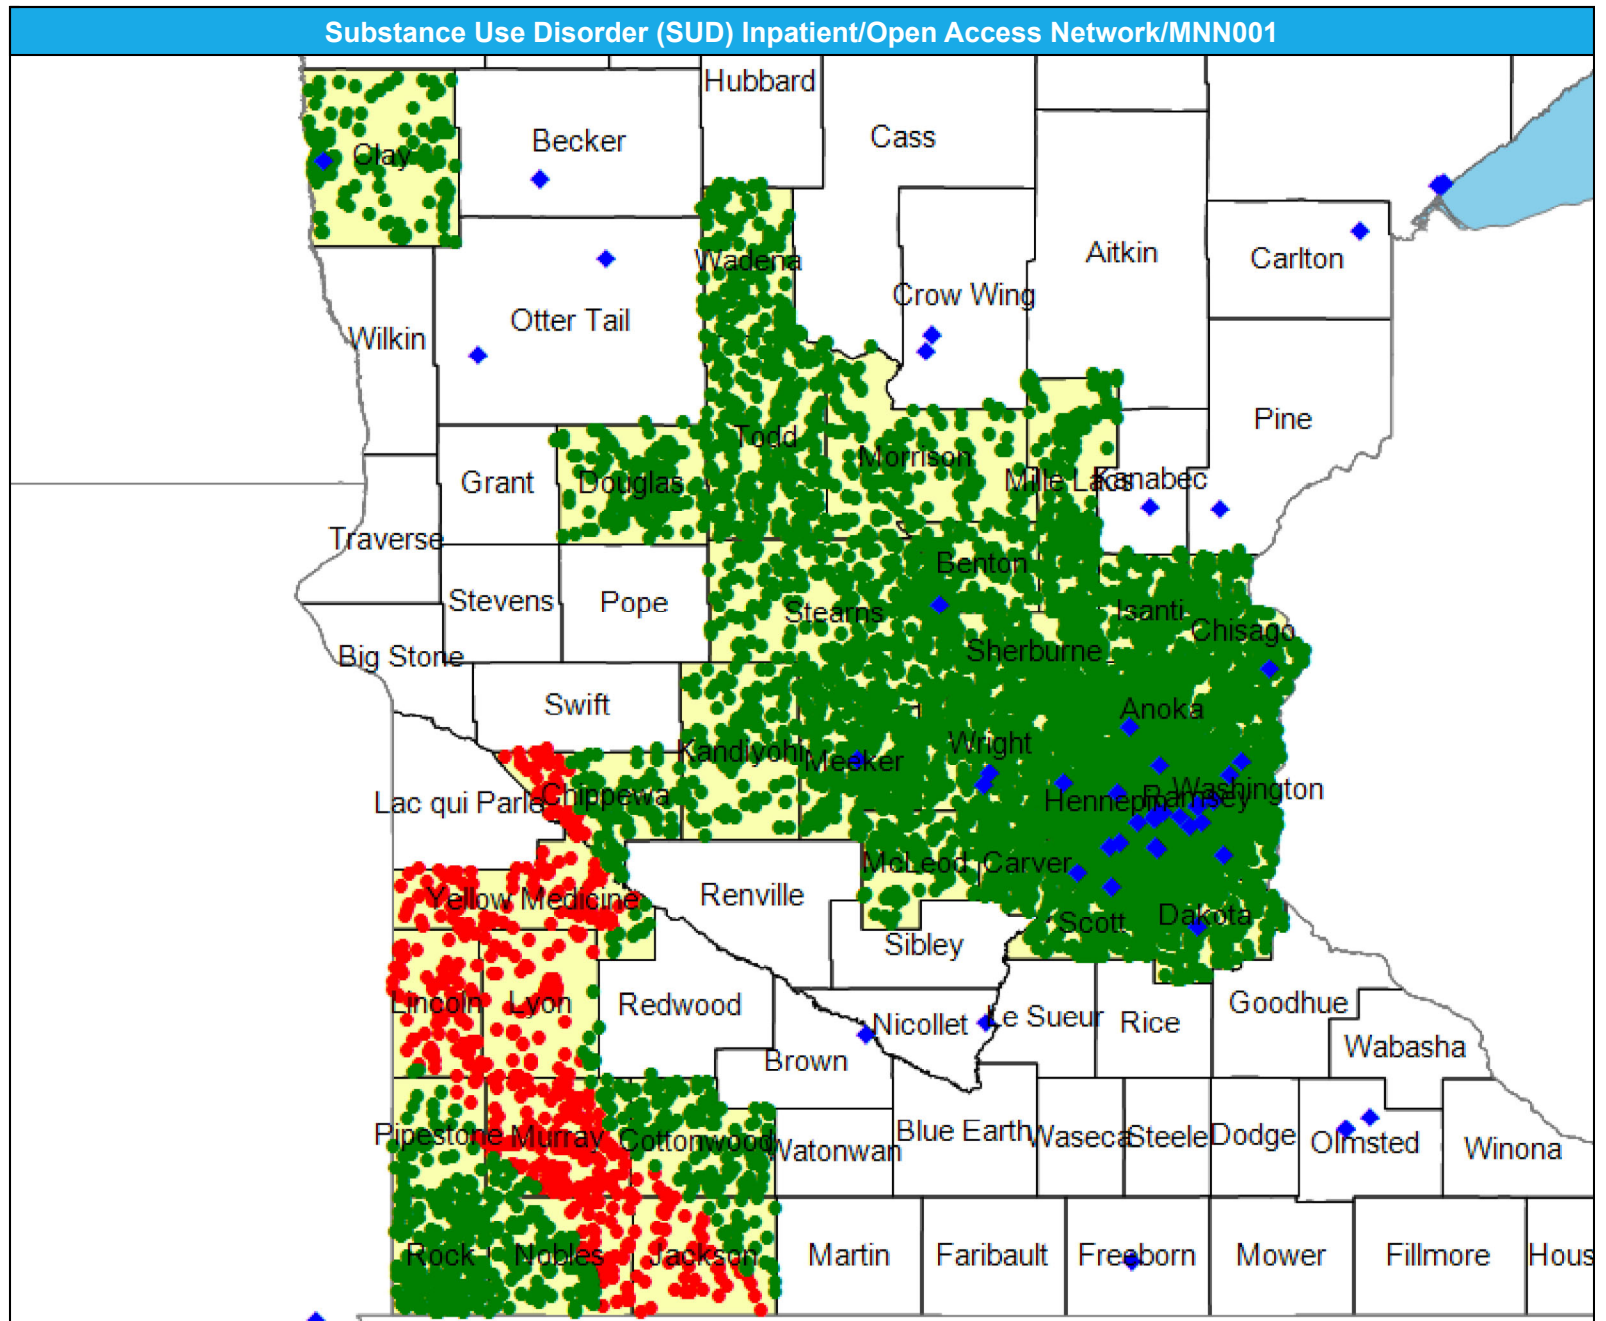 Substance Use Disorder (SUD) Inpatient/Open Access Network/MNN001
Hubbard
Cass
Becker
Clay
Aitkin
Carlton
Wadena
Crow Wing
Otter Tail
Wilkin
Pine
Todd
Morrison
Mille Lacs
Kanabec
Grant
Douglas
Traverse
Benton
Stevens
Pope
Stearns
Isanti
Chisago
Sherburne
Big Stone
Swift
Anoka
Wright
Kandiyohi
Meeker
Washington
Hennepin
Ramsey
Lac qui Parle
Chippewa
McLeod
Carver
Renville
Yellow Medicine
Scott
Dakota
Sibley
Lincoln
Lyon
Redwood
Goodhue
Nicollet
Le Sueur
Rice
Wabasha
Brown
Pipestone
Murray
Cottonwood
Watonwan
Blue Earth
Waseca
Steele
Dodge
Olmsted
Winona
Rock
Nobles
Jackson
Martin
Faribault
Freeborn
Mower
Fillmore
Hous